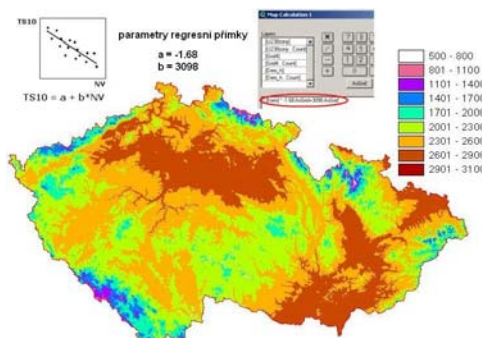 TS10
NV
TS10 = a + b*NV
parametry regresní přímky
a = -1.68
b = 3098
Map Calculation 1
Layers
500 - 800
801 - 1100
1101 - 1400
1401 - 1700
1701 - 2000
2001 - 2300
2301 - 2600
2601 - 2900
2901 - 3100